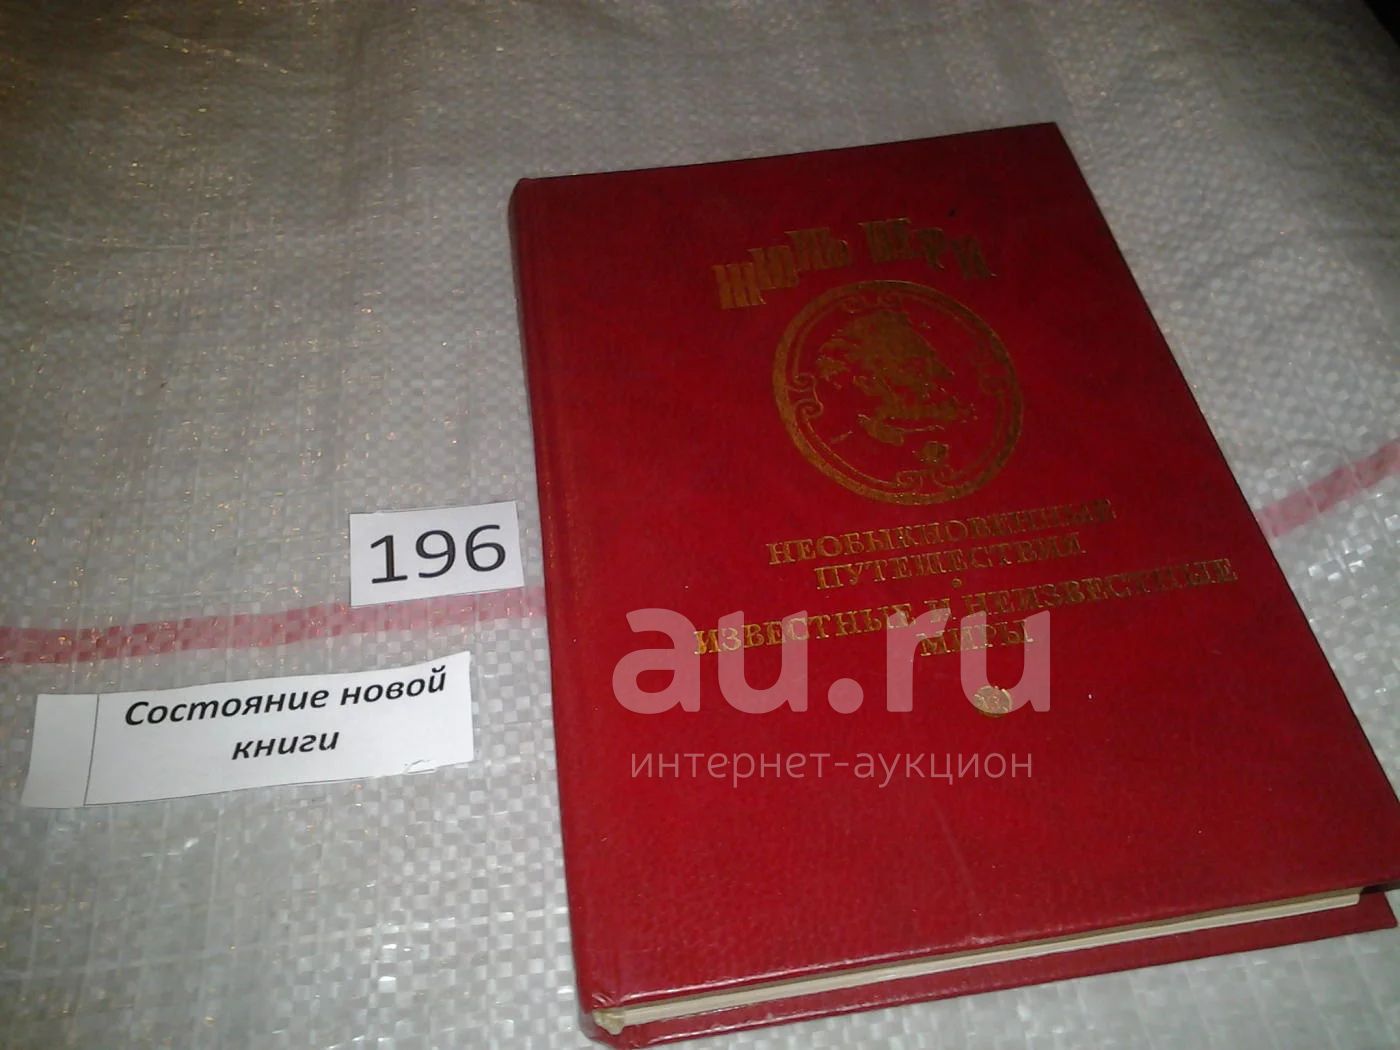 ЖЮЛЬ ВЕРН
НЕОБЫКНОВЕННЫЕ
ПУТЕШЕСТВИЯ
ИЗВЕСТНЫЕ И НЕИЗВЕСТНЫЕ
МИРЫ
196
Состояние новой
книги
au.ru
интернет-аукцион